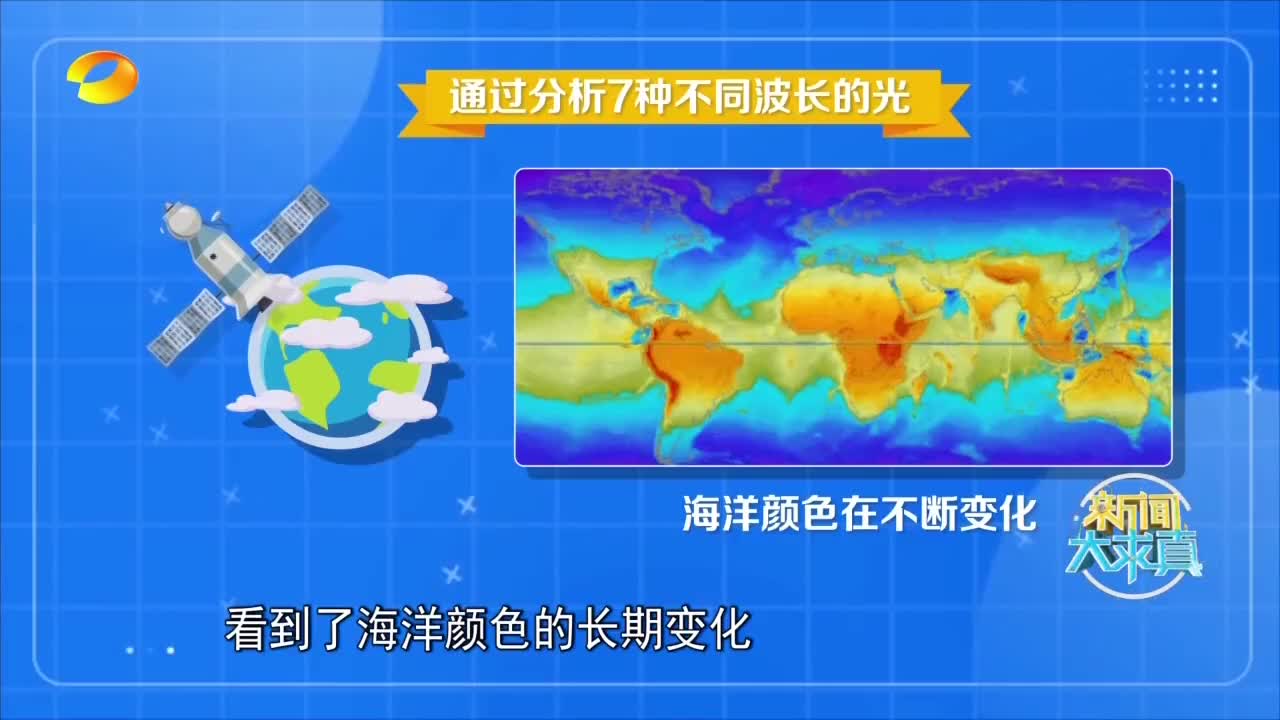 通过分析7种不同波长的光
海洋颜色在不断变化
新闻
大求真
看到了海洋颜色的长期变化